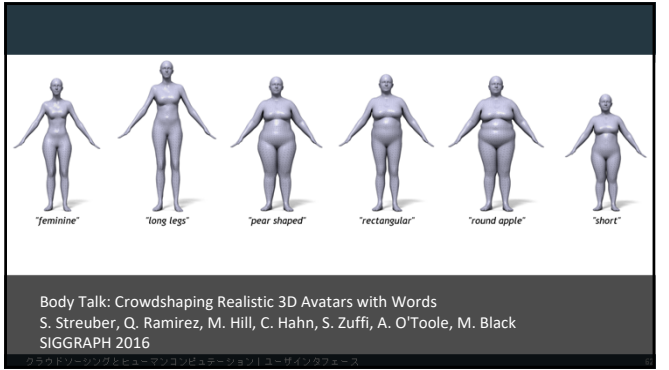 "feminine"
"long legs"
"pear shaped"
"rectangular"
"round apple"
"short"
Body Talk: Crowdshaping Realistic 3D Avatars with Words
S. Streuber, Q. Ramirez, M. Hill, C. Hahn, S. Zuffi, A. O'Toole, M. Black
SIGGRAPH 2016
クラウドソーシングとヒューマンコンピュテーション | ユーザインタフェース